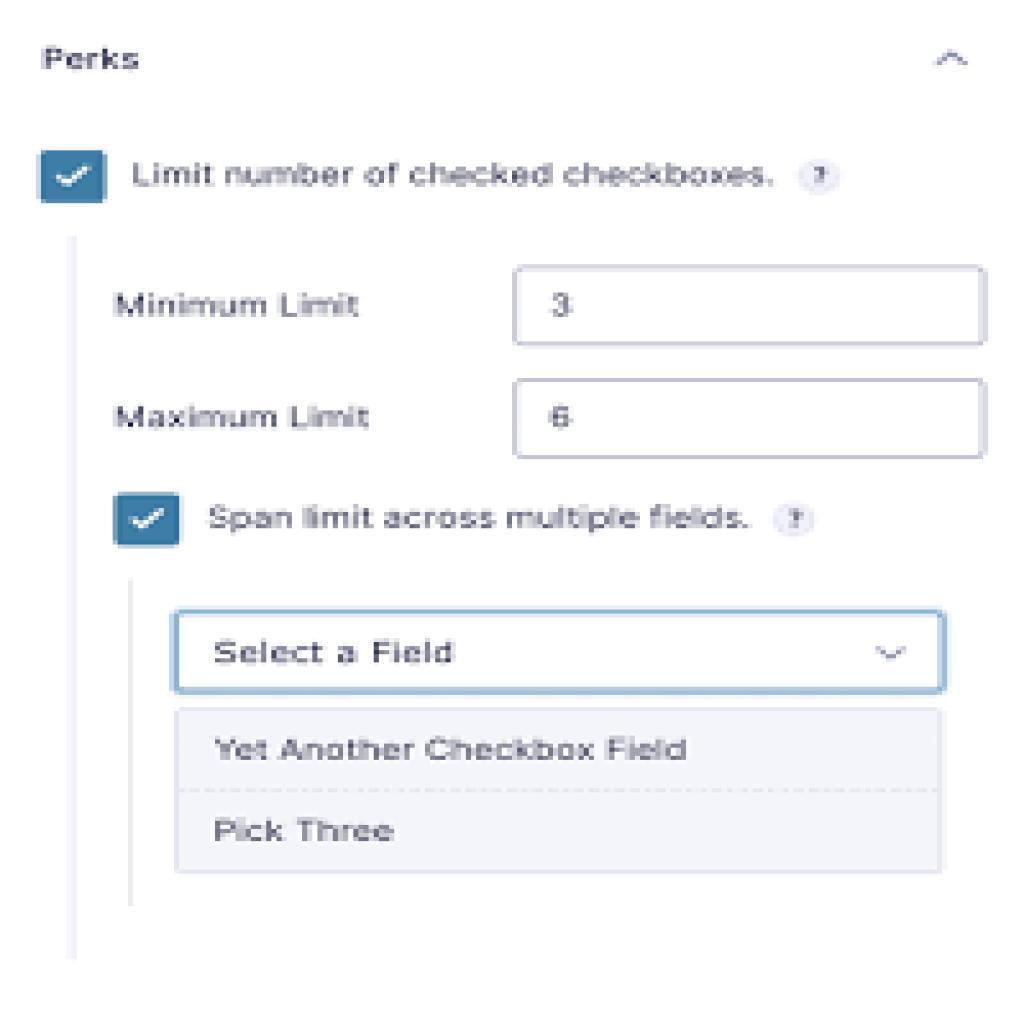 Perks
Limit number of checked checkboxes. ?
Minimum Limit 3
Maximum Limit 6
Span limit across multiple fields. ?
Select a Field
Yet Another Checkbox Field
Pick Three